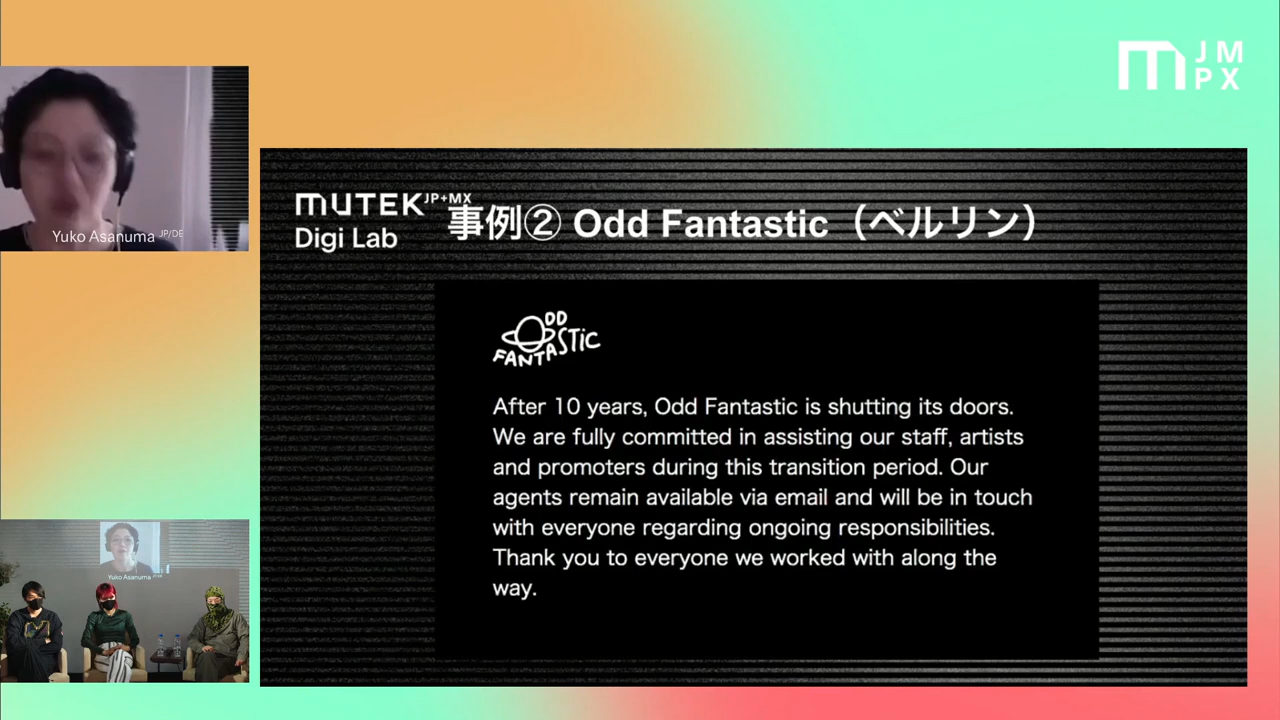 JM
PX
Yuko Asanuma JP/DE
MUTEK JP+MX
Digi Lab
事例② Odd Fantastic（ベルリン）
ODD
FANTASTIC
After 10 years, Odd Fantastic is shutting its doors.
We are fully committed in assisting our staff, artists
and promoters during this transition period. Our
agents remain available via email and will be in touch
with everyone regarding ongoing responsibilities.
Thank you to everyone we worked with along the
way.
Yuko Asanuma JP/DE